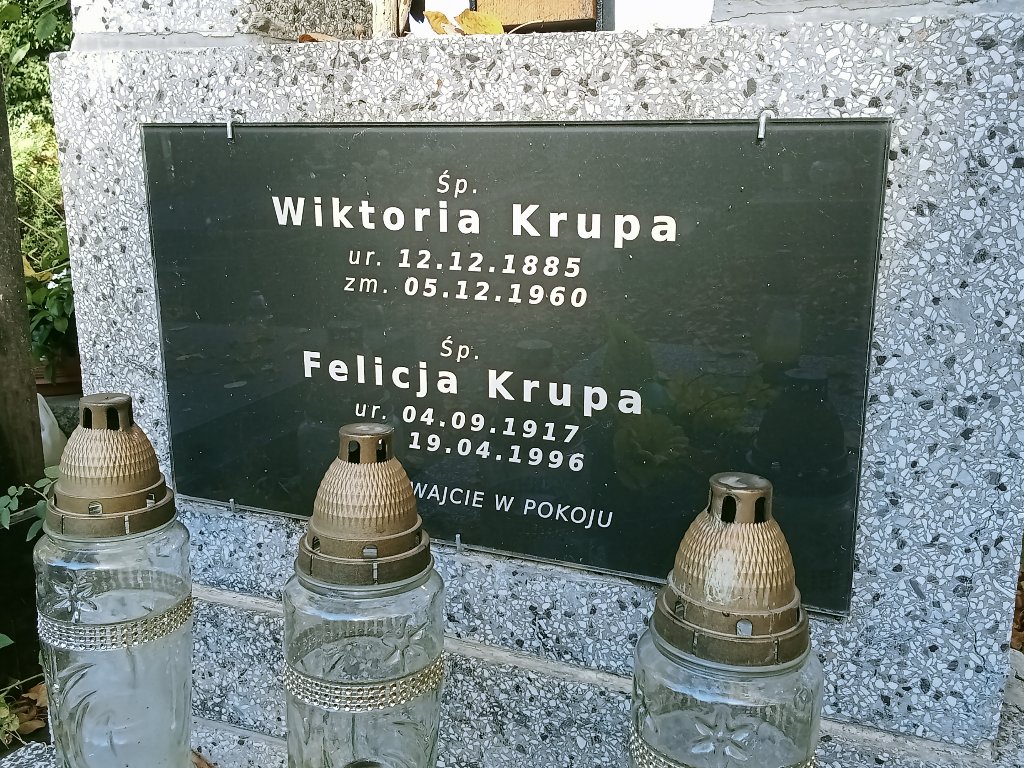 Śp.
Wiktoria Krupa
ur. 12.12.1885
zm. 05.12.1960
Śp.
Felicja Krupa
ur. 04.09.1917
19.04.1996
W POKOJU